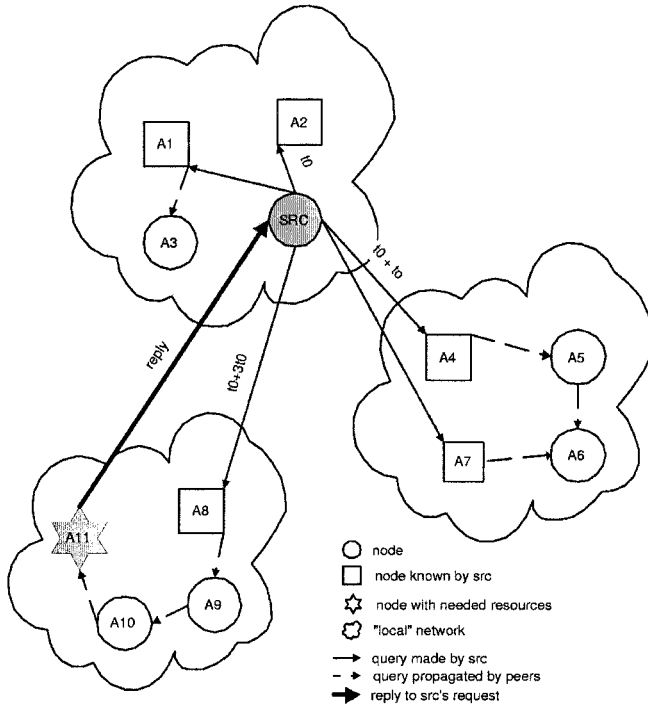 A2
A1
t0
SRC
A3
t0 + to
reply
t0+3t0
A4
A5
A7
A6
A8
A11
A9
A10
node
node known by src
node with needed resources
"local" network
query made by src
query propagated by peers
reply to src's request